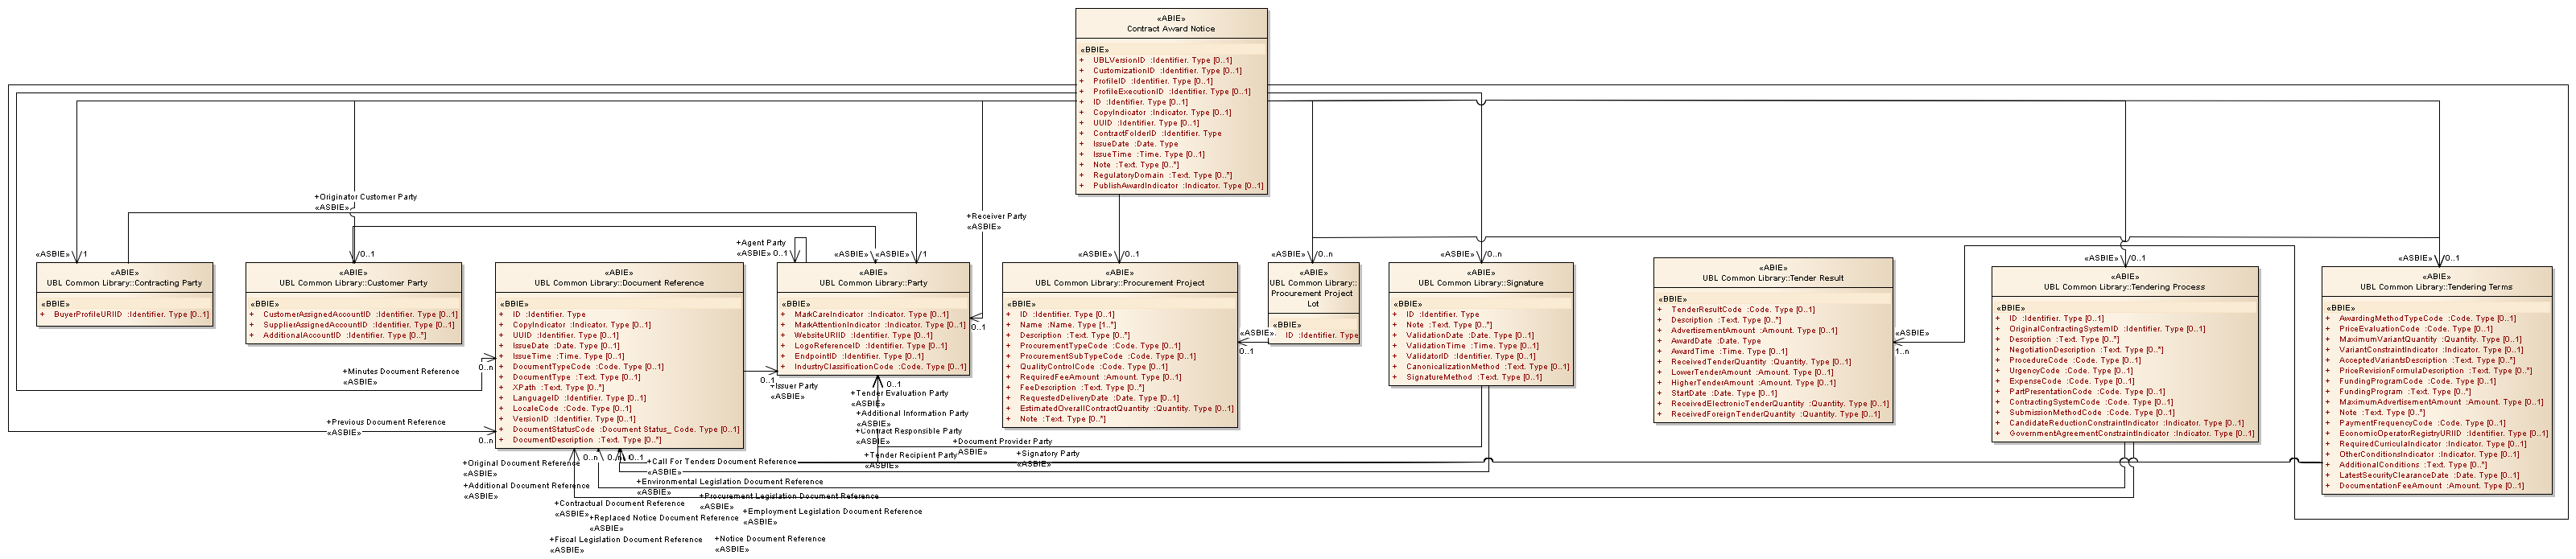 «ABIE»
Contract Award Notice
«BBIE»
+ UBLVersionID :Identifier. Type [0..1]
+ CustomizationID :Identifier. Type [0..1]
+ ProfileID :Identifier. Type [0..1]
+ ProfileExecutionID :Identifier. Type [0..1]
+ ID :Identifier. Type [0..1]
+ CopyIndicator :Indicator. Type [0..1]
+ UUID :Identifier. Type [0..1]
+ ContractFolderID :Identifier. Type
+ IssueDate :Date. Type
+ IssueTime :Time. Type [0..1]
+ Note :Text. Type [0..*]
+ RegulatoryDomain :Text. Type [0..*]
+ PublishAwardIndicator :Indicator. Type [0..1]
+Originator Customer Party
«ASBIE»
+Receiver Party
«ASBIE»
+Agent Party
«ASBIE» 0..1
«ASBIE» 1
0..1
«ASBIE»
«ASBIE» 1
«ASBIE» 0..1
0..n
«ASBIE» 0..n
«ASBIE» 0..1
«ASBIE» 0..1
«ABIE»
UBL Common Library::Contracting Party
«BBIE»
+ BuyerProfileURIID :Identifier. Type [0..1]
«ABIE»
UBL Common Library::Customer Party
«BBIE»
+ CustomerAssignedAccountID :Identifier. Type [0..1]
+ SupplierAssignedAccountID :Identifier. Type [0..1]
+ AdditionalAccountID :Identifier. Type [0..*]
«ABIE»
UBL Common Library::Document Reference
«BBIE»
+ ID :Identifier. Type
+ CopyIndicator :Indicator. Type [0..1]
+ UUID :Identifier. Type [0..1]
+ IssueDate :Date. Type [0..1]
+ IssueTime :Time. Type [0..1]
+ DocumentTypeCode :Code. Type [0..1]
+ DocumentType :Text. Type [0..1]
+ XPath :Text. Type [0..*]
+ LanguageID :Identifier. Type [0..1]
+ LocaleCode :Code. Type [0..1]
+ VersionID :Identifier. Type [0..1]
+ DocumentStatusCode :Document Status_ Code. Type [0..1]
+ DocumentDescription :Text. Type [0..*]
«ABIE»
UBL Common Library::Party
«BBIE»
+ MarkCareIndicator :Indicator. Type [0..1]
+ MarkAttentionIndicator :Indicator. Type [0..1]
+ WebsiteURIID :Identifier. Type [0..1]
+ LogoReferenceID :Identifier. Type [0..1]
+ EndpointID :Identifier. Type [0..1]
+ IndustryClassificationCode :Code. Type [0..1]
0..1
«ABIE»
UBL Common Library::Procurement Project
«BBIE»
+ ID :Identifier. Type [0..1]
+ Name :Name. Type [1..*]
+ Description :Text. Type [0..*]
+ ProcurementTypeCode :Code. Type [0..1]
+ ProcurementSubTypeCode :Code. Type [0..1]
+ QualityControlCode :Code. Type [0..1]
+ RequiredFeeAmount :Amount. Type [0..1]
+ FeeDescription :Text. Type [0..*]
+ RequestedDeliveryDate :Date. Type [0..1]
+ EstimatedOverallContractQuantity :Quantity. Type [0..1]
+ Note :Text. Type [0..*]
«ASBIE»
0..1
«ABIE»
UBL Common Library::
Procurement Project
Lot
«BBIE»
+ ID :Identifier. Type
«ABIE»
UBL Common Library::Signature
«BBIE»
+ ID :Identifier. Type
+ Note :Text. Type [0..*]
+ ValidationDate :Date. Type [0..1]
+ ValidationTime :Time. Type [0..1]
+ ValidatorID :Identifier. Type [0..1]
+ CanonicalizationMethod :Text. Type [0..1]
+ SignatureMethod :Text. Type [0..1]
«ABIE»
UBL Common Library::Tender Result
«BBIE»
+ TenderResultCode :Code. Type [0..1]
+ Description :Text. Type [0..*]
+ AdvertisementAmount :Amount. Type [0..1]
+ AwardDate :Date. Type
+ AwardTime :Time. Type [0..1]
+ ReceivedTenderQuantity :Quantity. Type [0..1]
+ LowerTenderAmount :Amount. Type [0..1]
+ HigherTenderAmount :Amount. Type [0..1]
+ StartDate :Date. Type [0..1]
+ ReceivedElectronicTenderQuantity :Quantity. Type [0..1]
+ ReceivedForeignTenderQuantity :Quantity. Type [0..1]
«ASBIE»
1..n
«ABIE»
UBL Common Library::Tendering Process
«BBIE»
+ ID :Identifier. Type [0..1]
+ OriginalContractingSystemID :Identifier. Type [0..1]
+ Description :Text. Type [0..*]
+ NegotiationDescription :Text. Type [0..*]
+ ProcedureCode :Code. Type [0..1]
+ UrgencyCode :Code. Type [0..1]
+ ExpenseCode :Code. Type [0..1]
+ PartPresentationCode :Code. Type [0..1]
+ ContractingSystemCode :Code. Type [0..1]
+ SubmissionMethodCode :Code. Type [0..1]
+ CandidateReductionConstraintIndicator :Indicator. Type [0..1]
+ GovernmentAgreementConstraintIndicator :Indicator. Type [0..1]
«ABIE»
UBL Common Library::Tendering Terms
«BBIE»
+ AwardingMethodTypeCode :Code. Type [0..1]
+ PriceEvaluationCode :Code. Type [0..1]
+ MaximumVariantQuantity :Quantity. Type [0..1]
+ VariantConstraintIndicator :Indicator. Type [0..1]
+ AcceptedVariantsDescription :Text. Type [0..*]
+ PriceRevisionFormulaDescription :Text. Type [0..*]
+ FundingProgramCode :Code. Type [0..1]
+ FundingProgram :Text. Type [0..*]
+ MaximumAdvertisementAmount :Amount. Type [0..1]
+ Note :Text. Type [0..*]
+ PaymentFrequencyCode :Code. Type [0..1]
+ EconomicOperatorRegistryURIID :Identifier. Type [0..1]
+ RequiredCurriculaIndicator :Indicator. Type [0..1]
+ OtherConditionsIndicator :Indicator. Type [0..1]
+ AdditionalConditions :Text. Type [0..*]
+ LatestSecurityClearanceDate :Date. Type [0..1]
+ DocumentationFeeAmount :Amount. Type [0..1]
0..n
+Minutes Document Reference
«ASBIE»
+Previous Document Reference
«ASBIE»
0..n
0..1
+Issuer Party
«ASBIE»
0..1
+Tender Evaluation Party
«ASBIE»
+Additional Information Party
«ASBIE»
+Contract Responsible Party
«ASBIE»
+Document Provider Party
«ASBIE»
+Tender Recipient Party
«ASBIE»
+Signatory Party
«ASBIE»
0..n
0..n
0..1
+Call For Tenders Document Reference
«ASBIE»
+Original Document Reference
«ASBIE»
+Additional Document Reference
«ASBIE»
+Environmental Legislation Document Reference
«ASBIE»
+Procurement Legislation Document Reference
«ASBIE»
+Contractual Document Reference
«ASBIE»
+Employment Legislation Document Reference
«ASBIE»
+Replaced Notice Document Reference
«ASBIE»
+Fiscal Legislation Document Reference
«ASBIE»
+Notice Document Reference
«ASBIE»